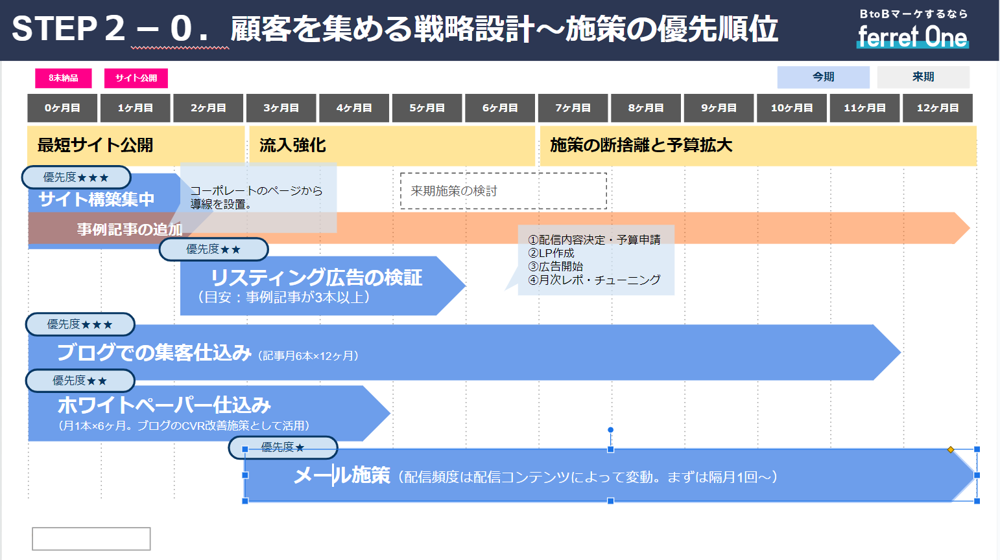 STEP２－０．顧客を集める戦略設計～施策の優先順位
BtoBマーケするなら
ferret One
8末納品
サイト公開
今期
来期
0ヶ月目
1ヶ月目
2ヶ月目
3ヶ月目
4ヶ月目
5ヶ月目
6ヶ月目
7ヶ月目
8ヶ月目
9ヶ月目
10ヶ月目
11ヶ月目
12ヶ月目
最短サイト公開
流入強化
施策の断捨離と予算拡大
優先度★★★
サイト構築集中
コーポレートのページから
導線を設置。
来期施策の検討
事例記事の追加
①配信内容決定・予算申請
②LP作成
③広告開始
④月次レポ・チューニング
優先度★★
リスティング広告の検証
（目安：事例記事が3本以上）
優先度★★★
ブログでの集客仕込み（記事月6本×12ヶ月）
優先度★★
ホワイトペーパー仕込み
（月1本×6ヶ月。ブログのCVR改善施策として活用）
優先度★
メール施策（配信頻度は配信コンテンツによって変動。まずは隔月1回～）